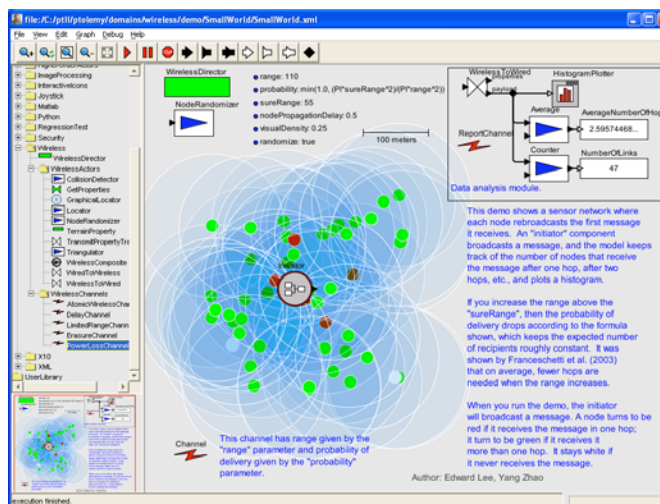 file:/C:/ptII/ptolemy/domains/wireless/demo/SmallWorld/SmallWorld.xml
File View Edit Graph Debug Help
ImageProcessing
InteractiveIcons
Joystick
Matlab
Python
RegressionTest
Security
Wireless
WirelessDirector
WirelessActors
CollisionDetector
GetProperties
GraphicalLocator
Locator
NodeRandomizer
TerrainProperty
TransmitPropertyTra
Triangulator
WirelessComposite
WiredToWireless
WirelessToWired
WirelessChannels
AtomicWirelessChan
DelayChannel
LimitedRangeChann
ErasureChannel
PowerLossChannel
X10
XML
UserLibrary
WirelessDirector
NodeRandomizer
range: 110
probability: min(1.0, (PI*sureRange^2)/(PI*range^2))
sureRange: 55
nodePropagationDelay: 0.5
visualDensity: 0.25
randomize: true
100 meters
WirelessToWired
properties
payload
HistogramPlotter
Average
AverageNumberOfHop
2.59574468...
ReportChannel
Counter
NumberOfLinks
47
Data analysis module.
This demo shows a sensor network where
each node rebroadcasts the first message
it receives. An "initiator" component
broadcasts a message, and the model keeps
track of the number of nodes that receive
the message after one hop, after two
hops, etc., and plots a histogram.
If you increase the range above the
"sureRange", then the probability of
delivery drops according to the formula
shown, which keeps the expected number
of recipients roughly constant. It was
shown by Franceschetti et al. (2003)
that on average, fewer hops are
needed when the range increases.
When you run the demo, the initiator
will broadcast a message. A node turns to be
red if it receives the message in one hop;
it turn to be green if it receives it
more than one hop. It stays white if
it never receives the message.
Channel
This channel has range given by the
"range" parameter and probability of
delivery given by the "probability"
parameter.
Author: Edward Lee, Yang Zhao
execution finished.